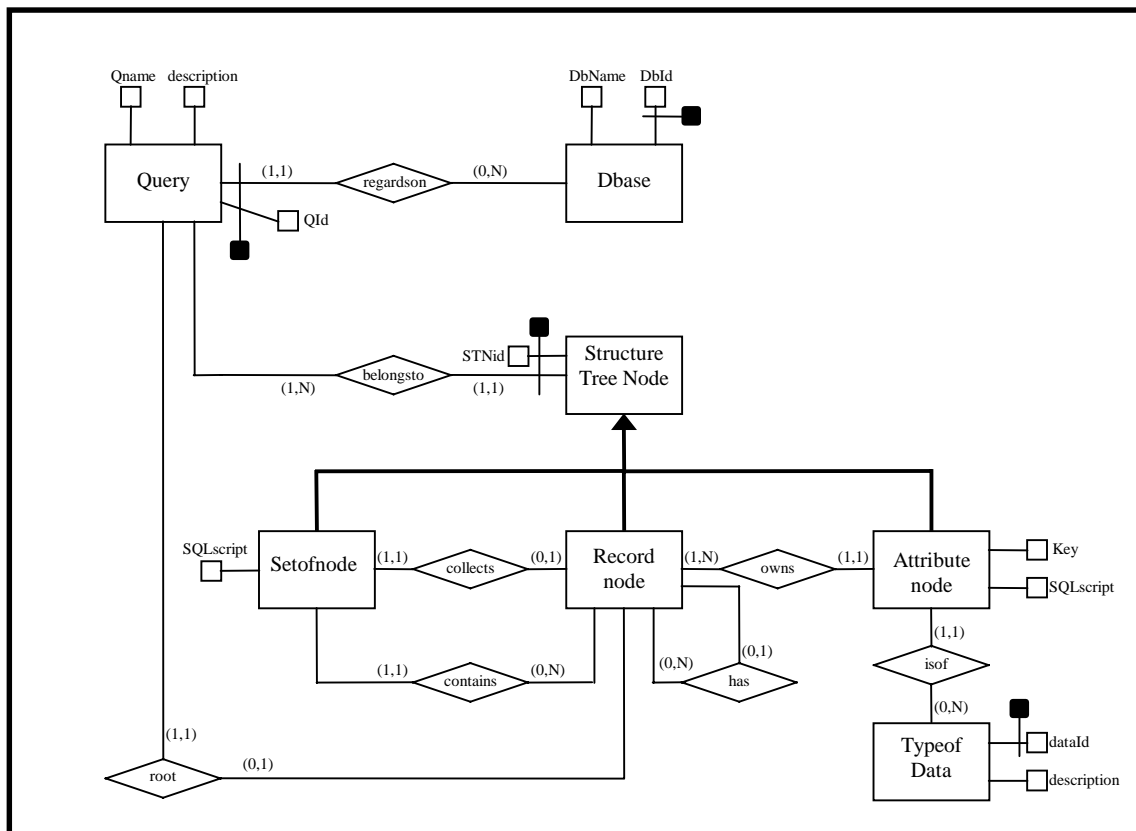 Qname description
DbName DbId
Query
(1,1)
regardson
(0,N)
Dbase
QId
STNid
Structure
Tree Node
(1,N)
belongsto
(1,1)
SQLscript
Setofnode
(1,1)
collects
(0,1)
Record
node
(1,N)
owns
(1,1)
Attribute
node
Key
SQLscript
(1,1)
contains
(0,N)
(0,N)
(0,1)
has
(1,1)
isof
(0,N)
Typeof
Data
dataId
description
(1,1)
root
(0,1)